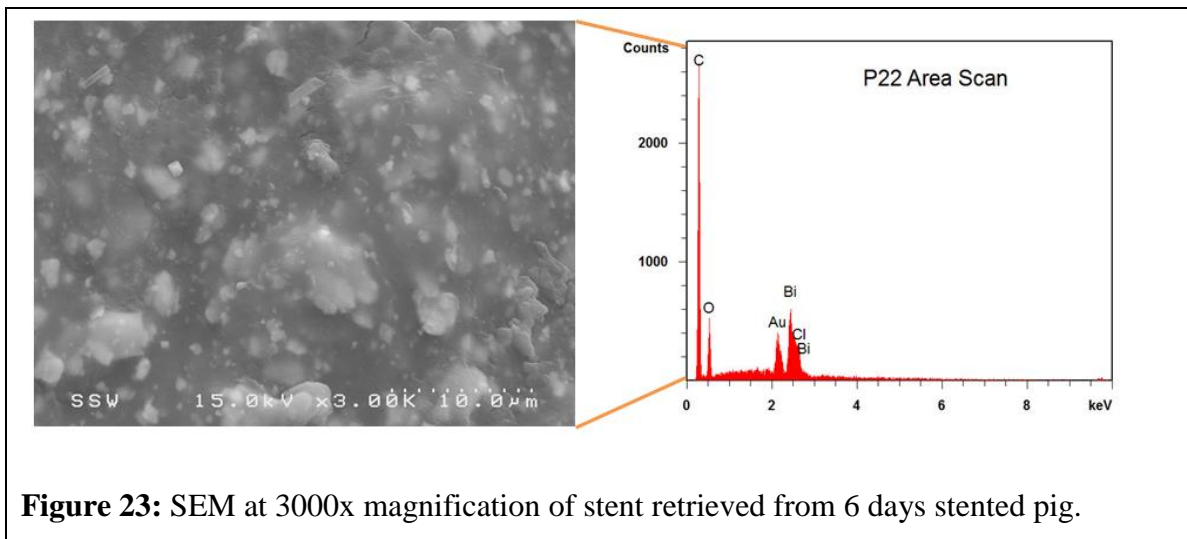 SSW 15.0kV x3.00K 10.0µm
Counts
P22 Area Scan
C
2000
1000
O
Au
Bi
Cl
Bi
0 2 4 6 8 keV
Figure 23: SEM at 3000x magnification of stent retrieved from 6 days stented pig.